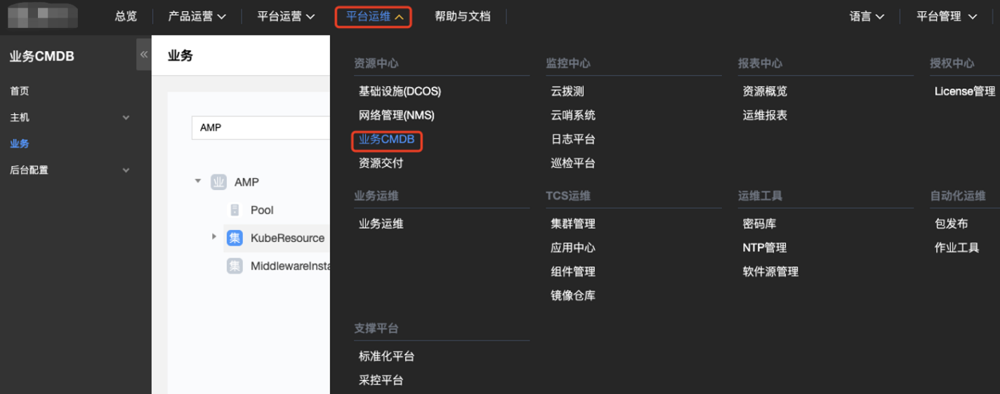 总览 产品运营 平台运营 平台运维 帮助与文档 语言 平台管理
业务CMDB
首页
主机
业务
后台配置
业务
AMP
业 AMP
Pool
集 KubeResource
集 MiddlewareInsta
资源中心
基础设施(DCOS)
网络管理(NMS)
业务CMDB
资源交付
监控中心
云拨测
云哨系统
日志平台
巡检平台
报表中心
资源概览
运维报表
授权中心
License管理
业务运维
业务运维
TCS运维
集群管理
应用中心
组件管理
镜像仓库
运维工具
密码库
NTP管理
软件源管理
自动化运维
包发布
作业工具
支撑平台
标准化平台
采控平台